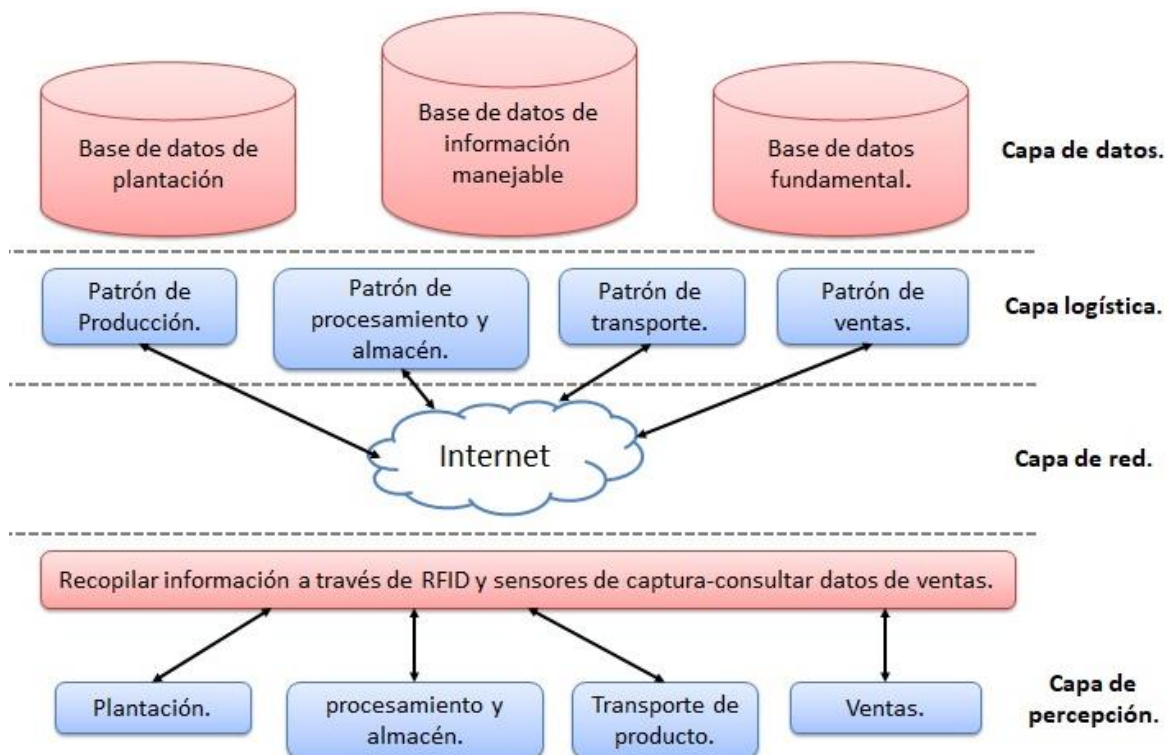 Base de datos de
plantación
Base de datos de
información
manejable
Base de datos
fundamental.
Capa de datos.
Patrón de
Producción.
Patrón de
procesamiento y
almacén.
Patrón de
transporte.
Patrón de
ventas.
Capa logística.
Internet
Capa de red.
Recopilar información a través de RFID y sensores de captura-consultar datos de ventas.
Plantación.
procesamiento y
almacén.
Transporte de
producto.
Ventas.
Capa de
percepción.